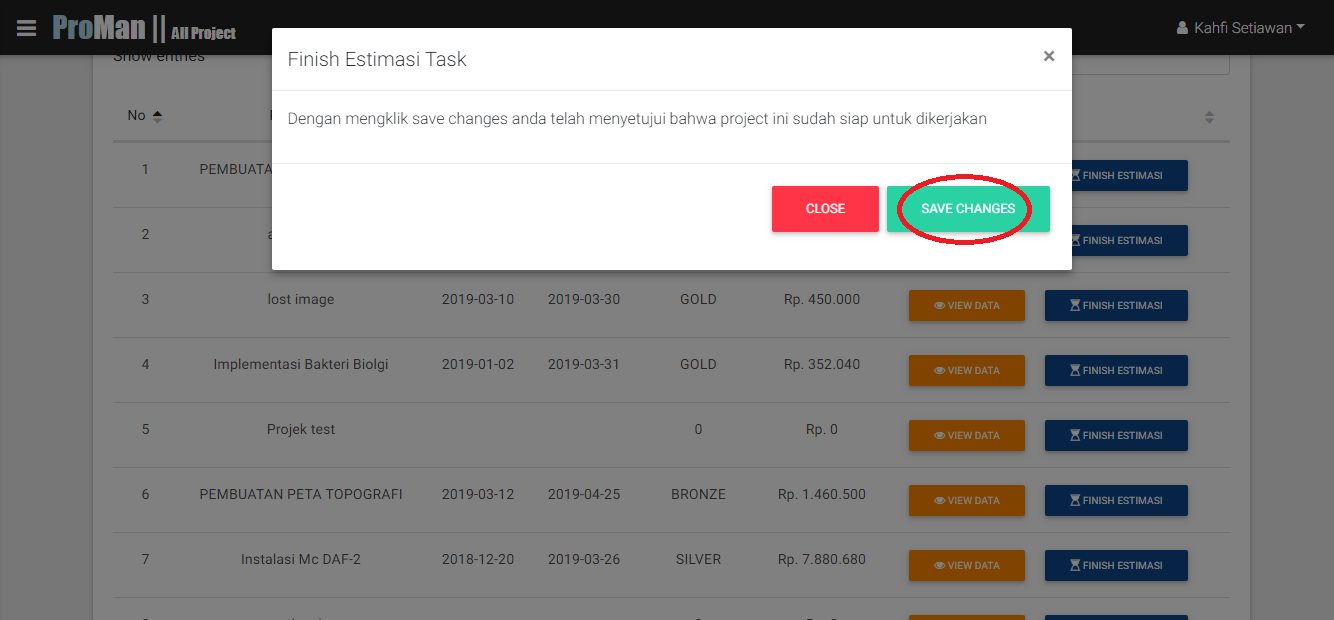 ProMan || All Project
Kahfi Setiawan
Finish Estimasi Task ×
Show entries
Dengan mengklik save changes anda telah menyetujui bahwa project ini sudah siap untuk dikerjakan
No
CLOSE SAVE CHANGES
1 PEMBUATA FINISH ESTIMASI
2 FINISH ESTIMASI
3 lost image 2019-03-10 2019-03-30 GOLD Rp. 450.000 VIEW DATA FINISH ESTIMASI
4 Implementasi Bakteri Biolgi 2019-01-02 2019-03-31 GOLD Rp. 352.040 VIEW DATA FINISH ESTIMASI
5 Projek test 0 Rp. 0 VIEW DATA FINISH ESTIMASI
6 PEMBUATAN PETA TOPOGRAFI 2019-03-12 2019-04-25 BRONZE Rp. 1.460.500 VIEW DATA FINISH ESTIMASI
7 Instalasi Mc DAF-2 2018-12-20 2019-03-26 SILVER Rp. 7.880.680 VIEW DATA FINISH ESTIMASI